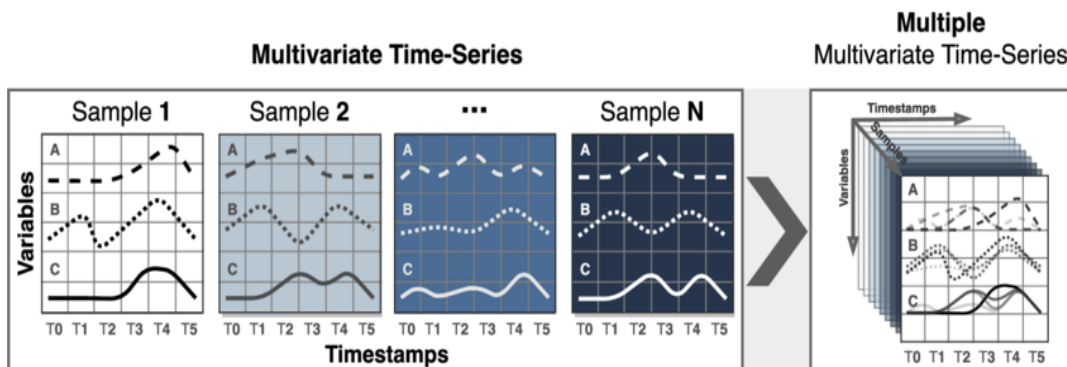 Multivariate Time-Series
Multiple
Multivariate Time-Series
Sample 1
Sample 2
...
Sample N
Variables
A
B
C
T0 T1 T2 T3 T4 T5
A
B
C
T0 T1 T2 T3 T4 T5
A
B
C
T0 T1 T2 T3 T4 T5
A
B
C
T0 T1 T2 T3 T4 T5
Timestamps
Timestamps
Samples
Variables
A
B
C
T0 T1 T2 T3 T4 T5